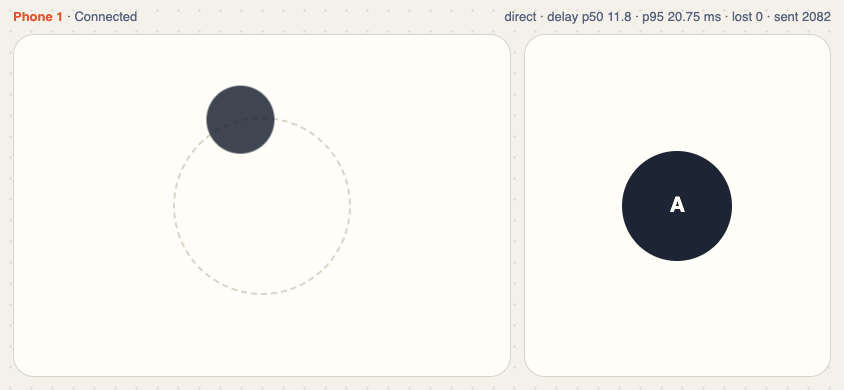 Phone 1 · Connected
direct · delay p50 11.8 · p95 20.75 ms · lost 0 · sent 2082
A